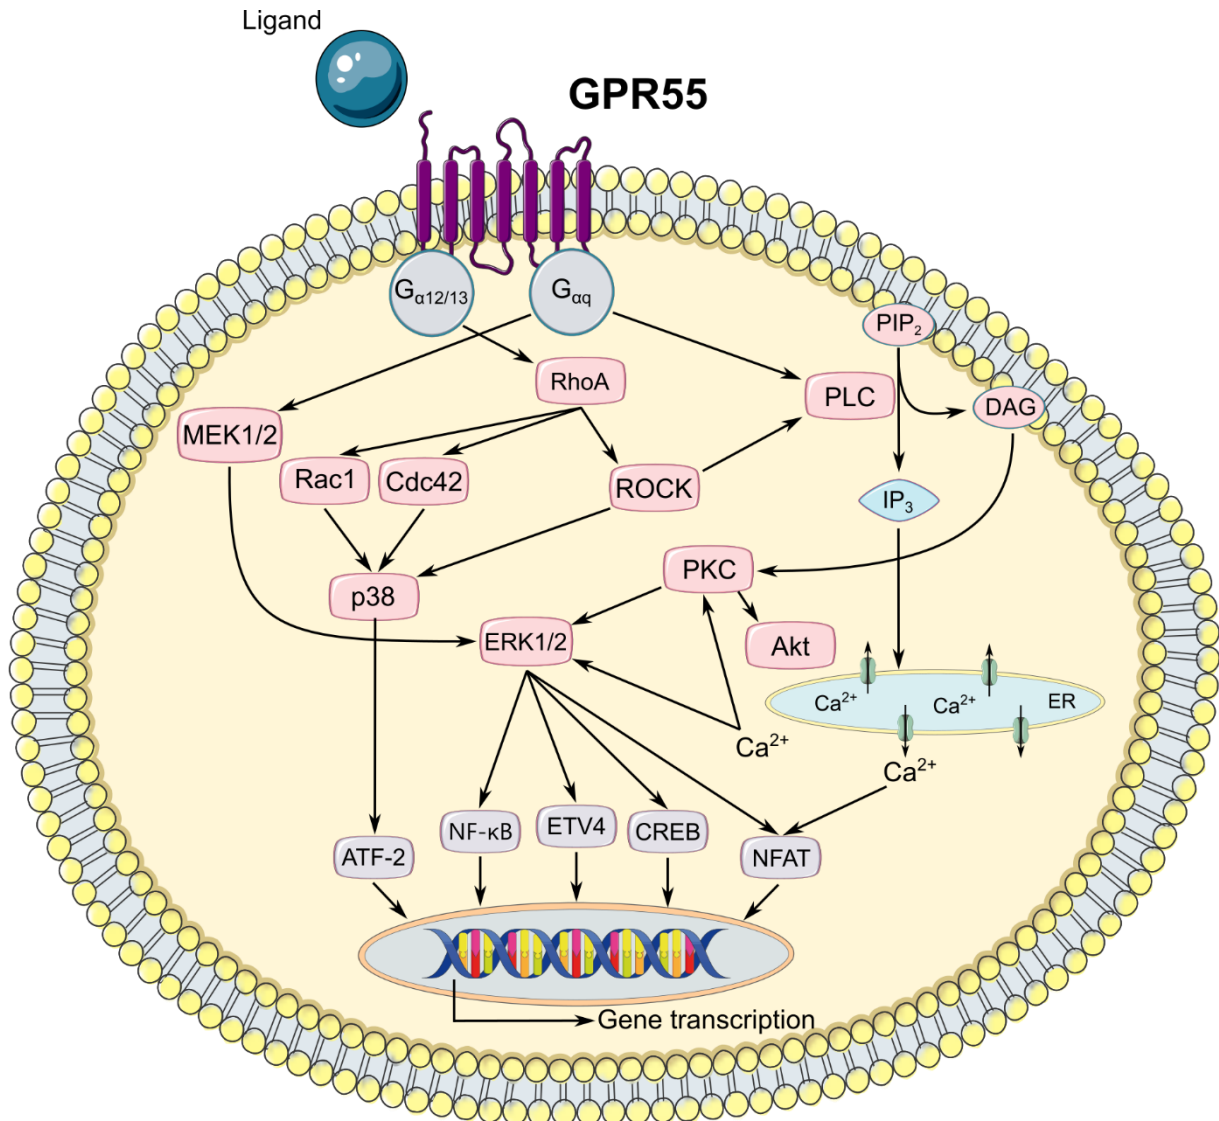 Ligand
GPR55
Gα12/13
Gαq
PIP2
RhoA
PLC
DAG
MEK1/2
Rac1
Cdc42
ROCK
IP3
PKC
p38
ERK1/2
Akt
Ca2+
Ca2+
ER
Ca2+
Ca2+
NF-κB
ETV4
CREB
ATF-2
NFAT
Gene transcription